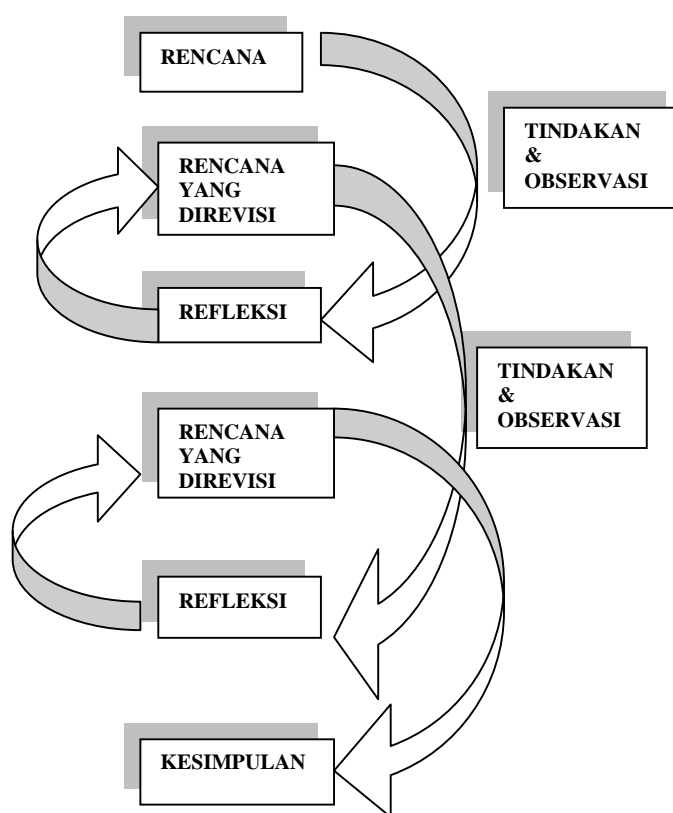 RENCANA
TINDAKAN
&
OBSERVASI
RENCANA
YANG
DIREVISI
REFLEKSI
TINDAKAN
&
OBSERVASI
RENCANA
YANG
DIREVISI
REFLEKSI
KESIMPULAN